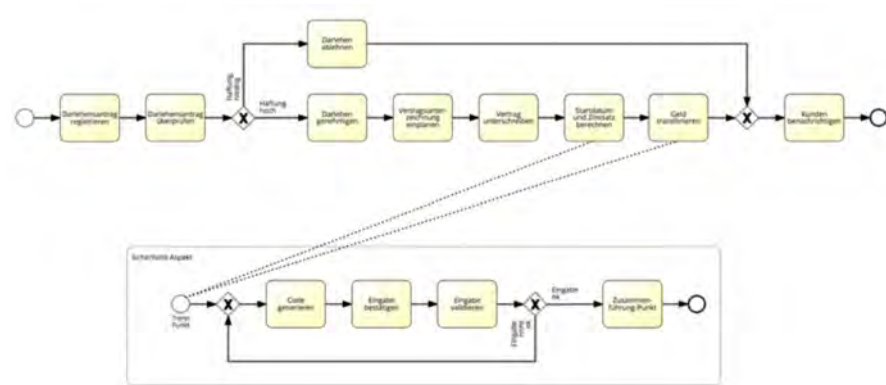 Darlehen
ablehnen
Haftung
niedrig
Haftung
hoch
Darlehensantrag
registrieren
Darlehensantrag
überprüfen
Darlehen
genehmigen
Vertragsunter-
zeichnung
einplanen
Vertrag
unterschreiben
Startdatum
und Zinssatz
berechnen
Geld
transferieren
Kunden
benachrichtigen
Sicherheits Aspekt
Trenn
Punkt
Code
generieren
Eingabe
bestätigen
Eingabe
validieren
Eingabe
ok
Eingabe
nicht
ok
Zusammen-
führung-Punkt